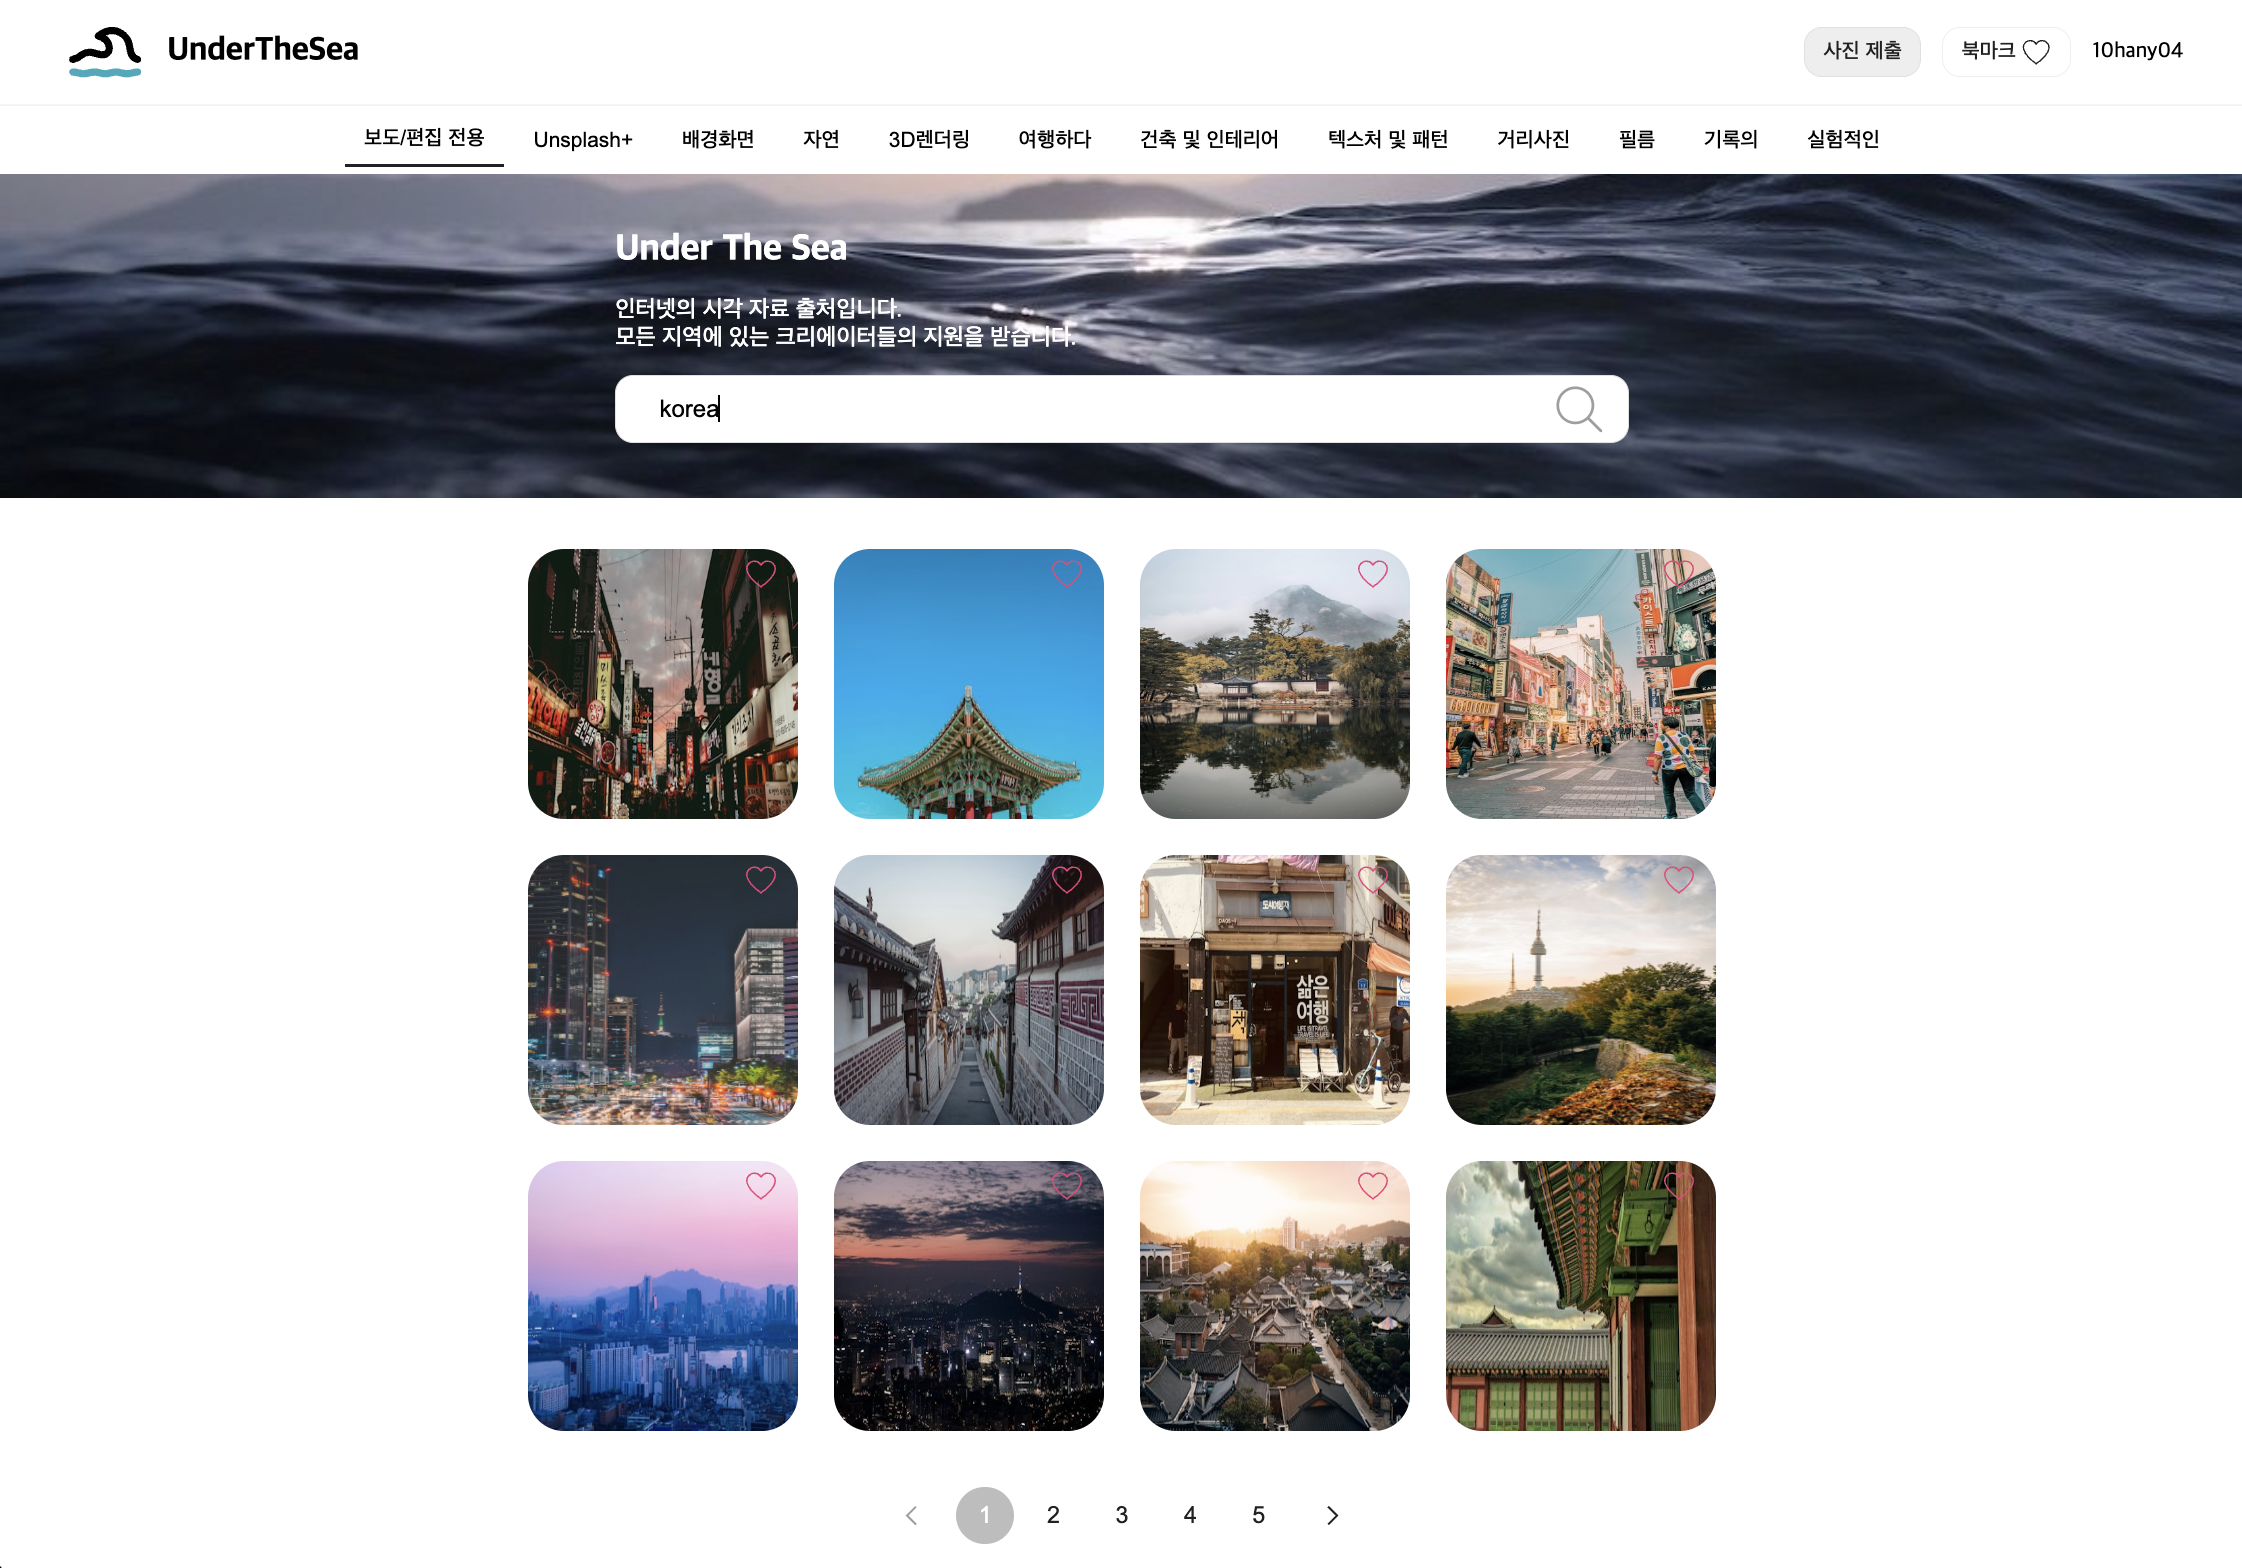 UnderTheSea
사진 제출
북마크
10hany04
보도/편집 전용
Unsplash+
배경화면
자연
3D렌더링
여행하다
건축 및 인테리어
텍스처 및 패턴
거리사진
필름
기록의
실험적인
Under The Sea
인터넷의 시각 자료 출처입니다.
모든 지역에 있는 크리에이터들의 지원을 받습니다.
korea
삶은
여행
LIFE IS TRAVEL
1
2
3
4
5